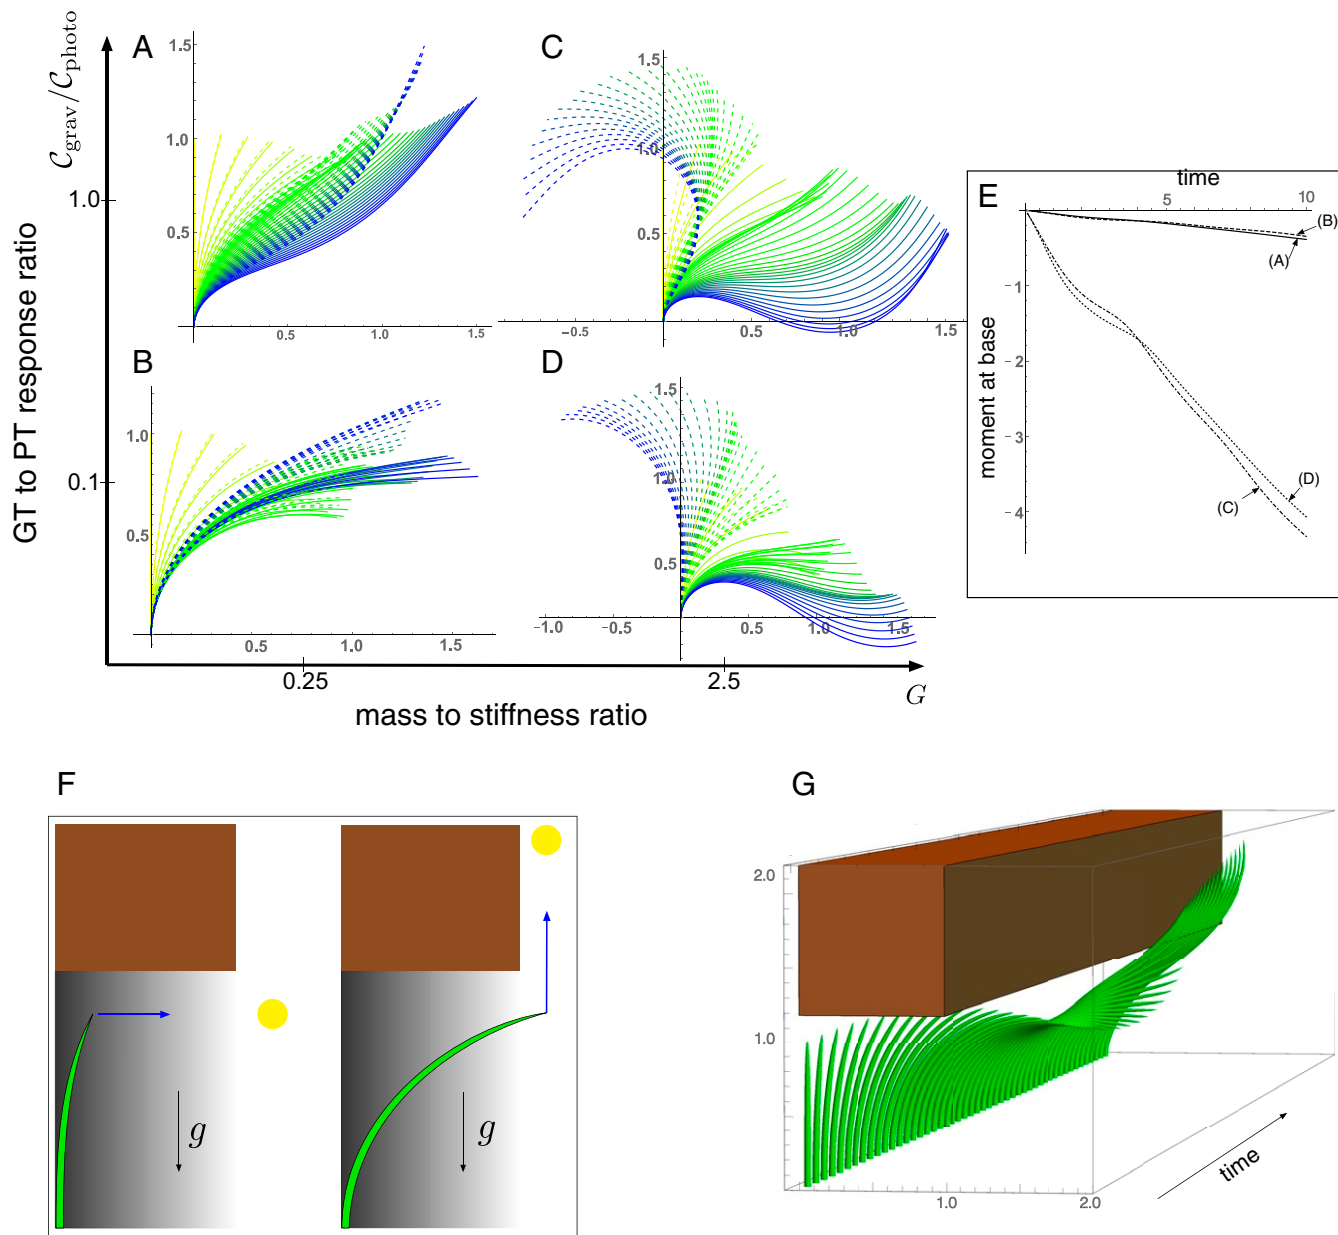 A
C
C_grav/C_photo
1.5
1.0
0.5
0.5
1.0
1.5
1.5
1.0
0.5
−0.5
0.5
1.0
1.5
E
time
5
10
(B)
(A)
−1
−2
−3
−4
moment at base
(C)
(D)
1.0
0.1
GT to PT response ratio
B
1.0
0.5
0.5
1.0
1.5
D
1.5
1.0
0.5
−1.0
−0.5
0.5
1.0
1.5
0.25
2.5
G
mass to stiffness ratio
F
g
g
G
2.0
1.0
1.0
2.0
time